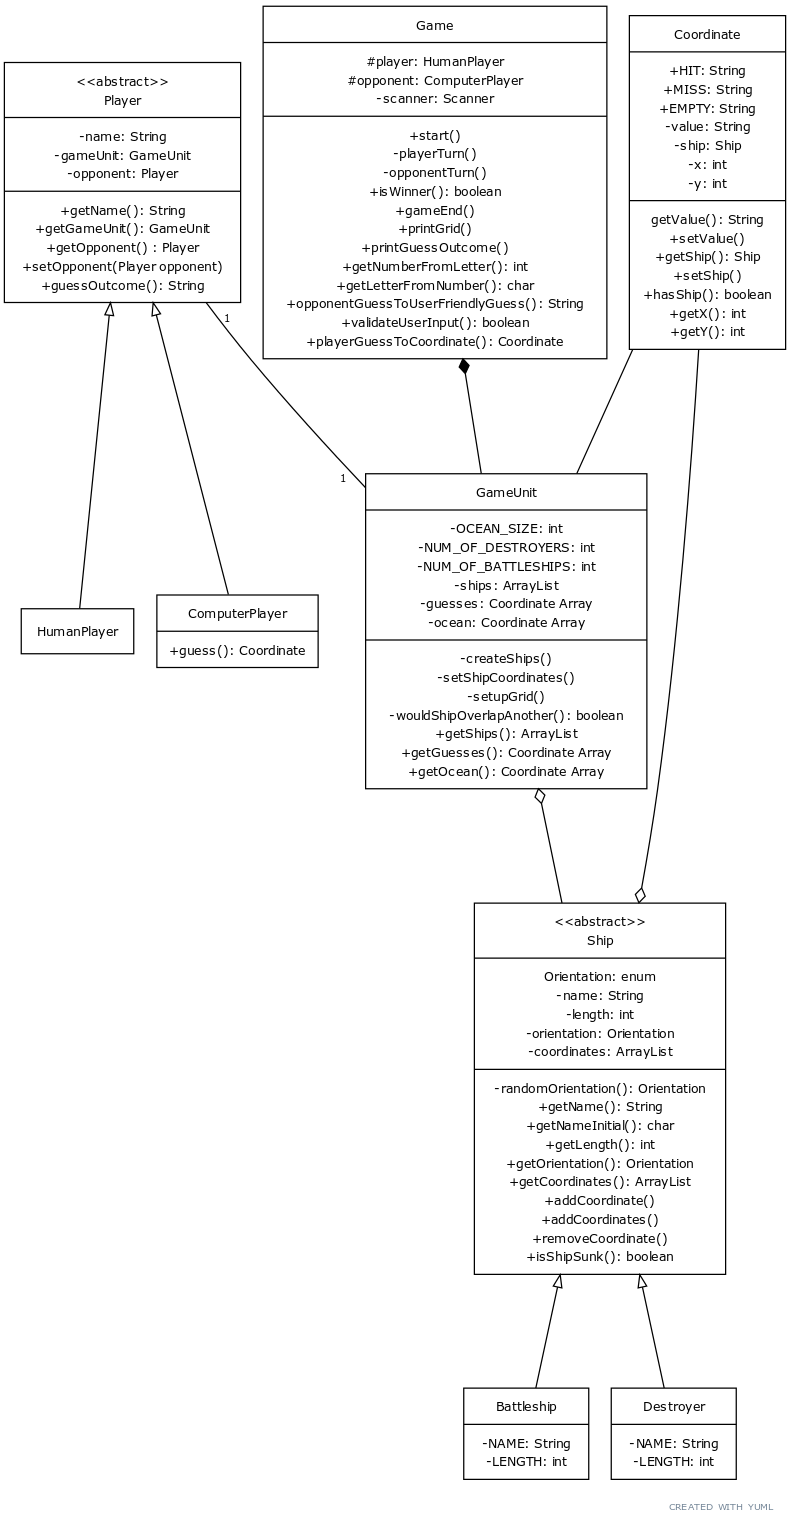 Game
#player: HumanPlayer
#opponent: ComputerPlayer
-scanner: Scanner
+start()
-playerTurn()
-opponentTurn()
+isWinner(): boolean
+gameEnd()
+printGrid()
+printGuessOutcome()
+getNumberFromLetter(): int
+getLetterFromNumber(): char
+opponentGuessToUserFriendlyGuess(): String
+validateUserInput(): boolean
+playerGuessToCoordinate(): Coordinate
Coordinate
+HIT: String
+MISS: String
+EMPTY: String
-value: String
-ship: Ship
-x: int
-y: int
getValue(): String
+setValue()
+getShip(): Ship
+setShip()
+hasShip(): boolean
+getX(): int
+getY(): int
<<abstract>>
Player
-name: String
-gameUnit: GameUnit
-opponent: Player
+getName(): String
+getGameUnit(): GameUnit
+getOpponent() : Player
+setOpponent(Player opponent)
+guessOutcome(): String
1
1
GameUnit
-OCEAN_SIZE: int
-NUM_OF_DESTROYERS: int
-NUM_OF_BATTLESHIPS: int
-ships: ArrayList
-guesses: Coordinate Array
-ocean: Coordinate Array
-createShips()
-setShipCoordinates()
-setupGrid()
-wouldShipOverlapAnother(): boolean
+getShips(): ArrayList
+getGuesses(): Coordinate Array
+getOcean(): Coordinate Array
HumanPlayer
ComputerPlayer
+guess(): Coordinate
<<abstract>>
Ship
Orientation: enum
-name: String
-length: int
-orientation: Orientation
-coordinates: ArrayList
-randomOrientation(): Orientation
+getName(): String
+getNameInitial(): char
+getLength(): int
+getOrientation(): Orientation
+getCoordinates(): ArrayList
+addCoordinate()
+addCoordinates()
+removeCoordinate()
+isShipSunk(): boolean
Battleship
-NAME: String
-LENGTH: int
Destroyer
-NAME: String
-LENGTH: int
CREATED WITH YUML